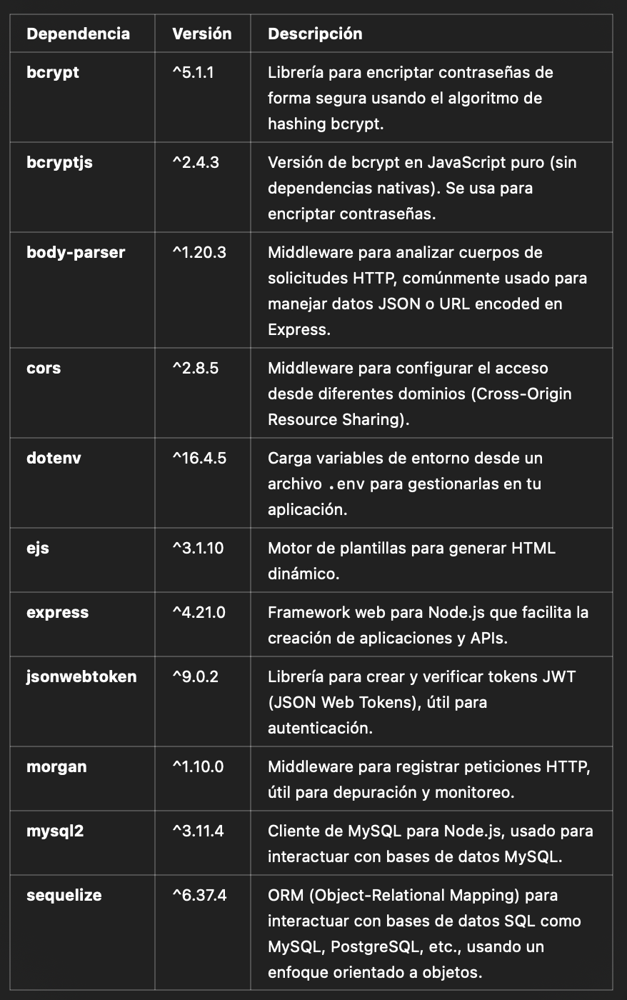 Dependencia Versión Descripción
bcrypt ^5.1.1 Librería para encriptar contraseñas de
forma segura usando el algoritmo de
hashing bcrypt.
bcryptjs ^2.4.3 Versión de bcrypt en JavaScript puro (sin
dependencias nativas). Se usa para
encriptar contraseñas.
body-parser ^1.20.3 Middleware para analizar cuerpos de
solicitudes HTTP, comúnmente usado para
manejar datos JSON o URL encoded en
Express.
cors ^2.8.5 Middleware para configurar el acceso
desde diferentes dominios (Cross-Origin
Resource Sharing).
dotenv ^16.4.5 Carga variables de entorno desde un
archivo .env para gestionarlas en tu
aplicación.
ejs ^3.1.10 Motor de plantillas para generar HTML
dinámico.
express ^4.21.0 Framework web para Node.js que facilita la
creación de aplicaciones y APIs.
jsonwebtoken ^9.0.2 Librería para crear y verificar tokens JWT
(JSON Web Tokens), útil para
autenticación.
morgan ^1.10.0 Middleware para registrar peticiones HTTP,
útil para depuración y monitoreo.
mysql2 ^3.11.4 Cliente de MySQL para Node.js, usado para
interactuar con bases de datos MySQL.
sequelize ^6.37.4 ORM (Object-Relational Mapping) para
interactuar con bases de datos SQL como
MySQL, PostgreSQL, etc., usando un
enfoque orientado a objetos.